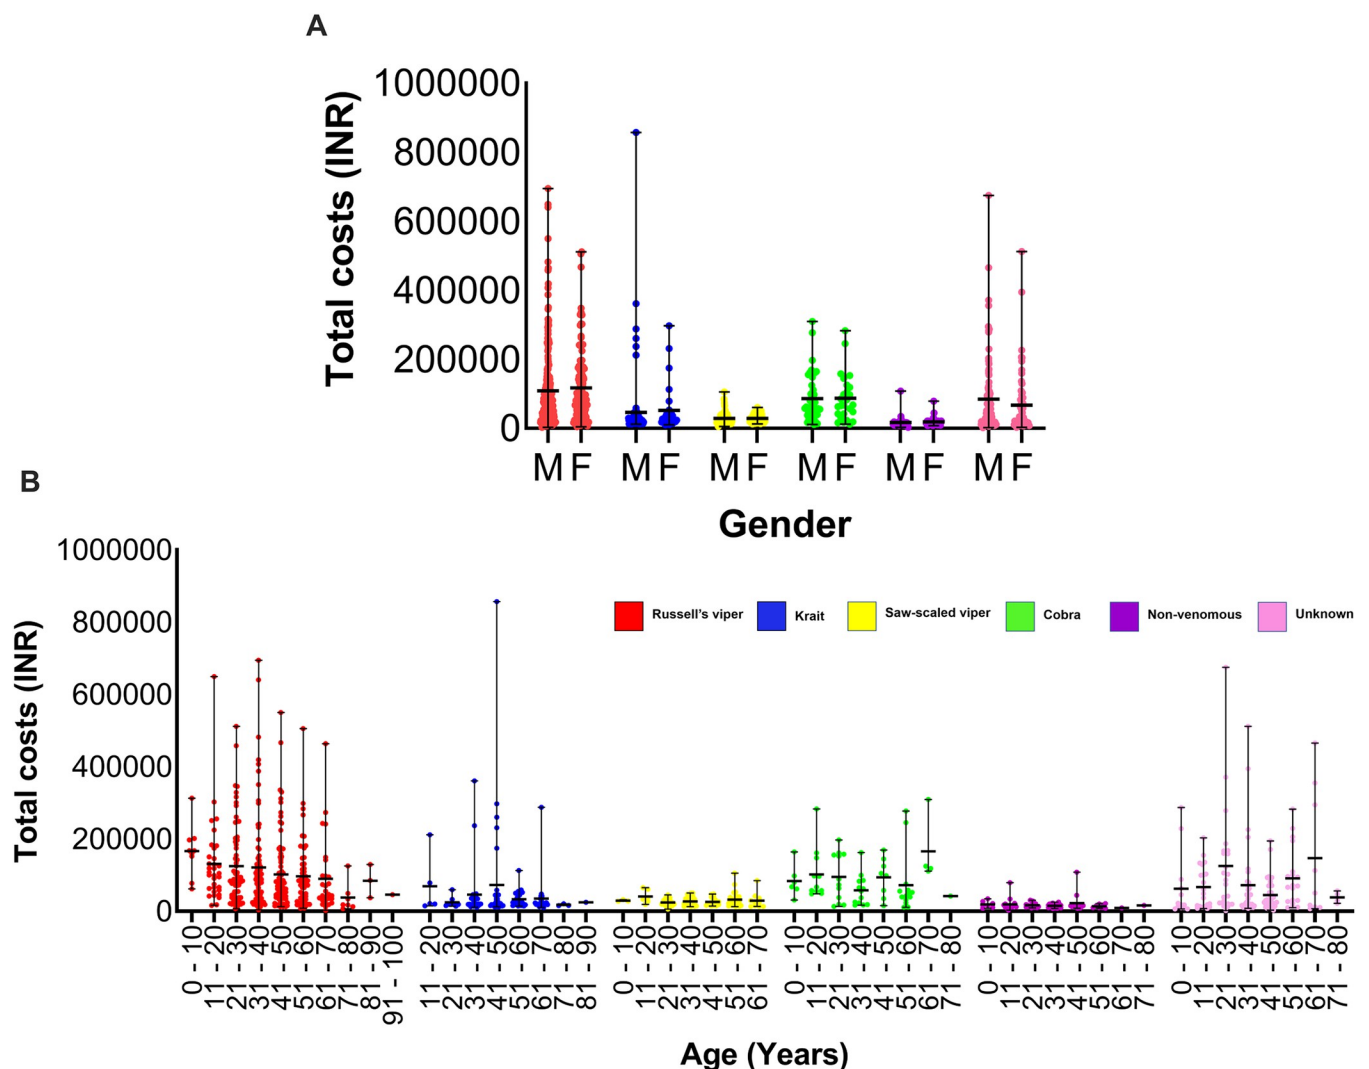 A
Total costs (INR)
1000000
800000
600000
400000
200000
0
M F M F M F M F M F M F
Gender
B
Total costs (INR)
1000000
800000
600000
400000
200000
0
Russell's viper Krait Saw-scaled viper Cobra Non-venomous Unknown
0 - 10 11 - 20 21 - 30 31 - 40 41 - 50 51 - 60 61 - 70 71 - 80 81 - 90 91 - 100 11 - 20 21 - 30 31 - 40 41 - 50 51 - 60 61 - 70 71 - 80 81 - 90 0 - 10 11 - 20 21 - 30 31 - 40 41 - 50 51 - 60 61 - 70 0 - 10 11 - 20 21 - 30 31 - 40 41 - 50 51 - 60 61 - 70 71 - 80 0 - 10 11 - 20 21 - 30 31 - 40 41 - 50 51 - 60 61 - 70 71 - 80 0 - 10 11 - 20 21 - 30 31 - 40 41 - 50 51 - 60 61 - 70 71 - 80
Age (Years)